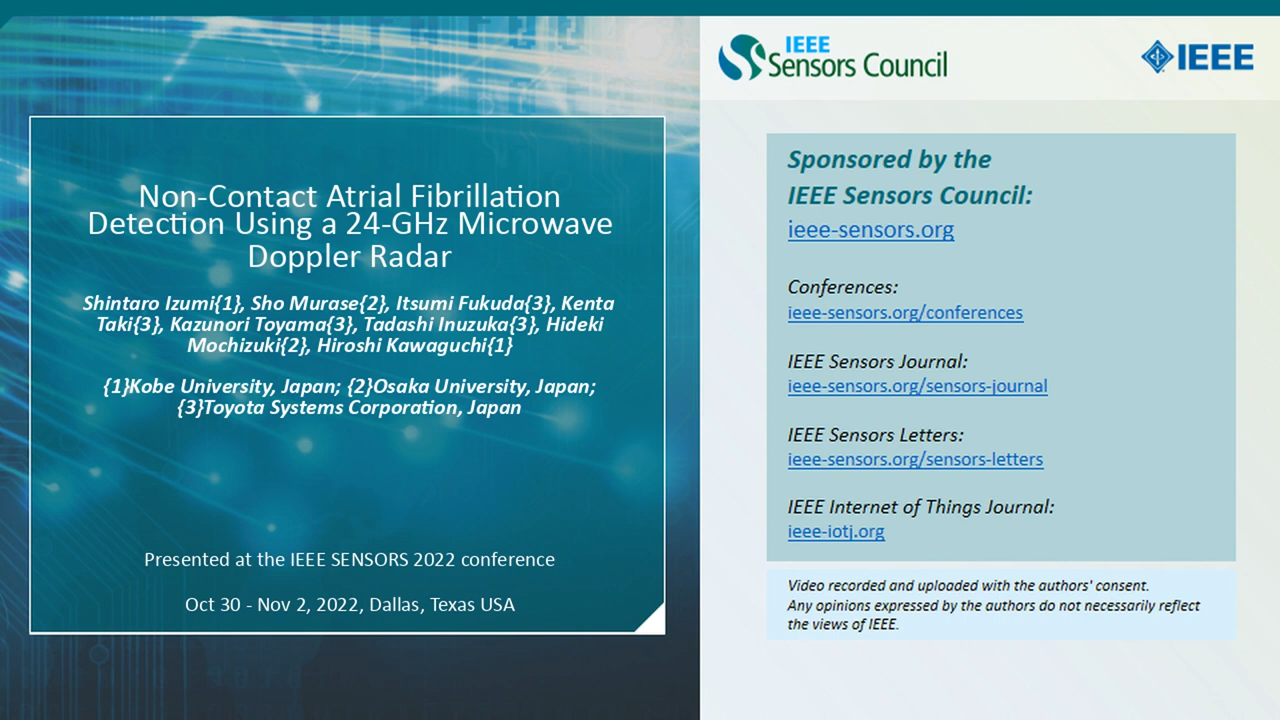 Non-Contact Atrial Fibrillation
Detection Using a 24-GHz Microwave
Doppler Radar
Shintaro Izumi{1}, Sho Murase{2}, Itsumi Fukuda{3}, Kenta
Taki{3}, Kazunori Toyama{3}, Tadashi Inuzuka{3}, Hideki
Mochizuki{2}, Hiroshi Kawaguchi{1}
{1}Kobe University, Japan; {2}Osaka University, Japan;
{3}Toyota Systems Corporation, Japan
Presented at the IEEE SENSORS 2022 conference
Oct 30 - Nov 2, 2022, Dallas, Texas USA
IEEE
Sensors Council
IEEE
Sponsored by the
IEEE Sensors Council:
ieee-sensors.org
Conferences:
ieee-sensors.org/conferences
IEEE Sensors Journal:
ieee-sensors.org/sensors-journal
IEEE Sensors Letters:
ieee-sensors.org/sensors-letters
IEEE Internet of Things Journal:
ieee-iotj.org
Video recorded and uploaded with the authors' consent.
Any opinions expressed by the authors do not necessarily reflect
the views of IEEE.